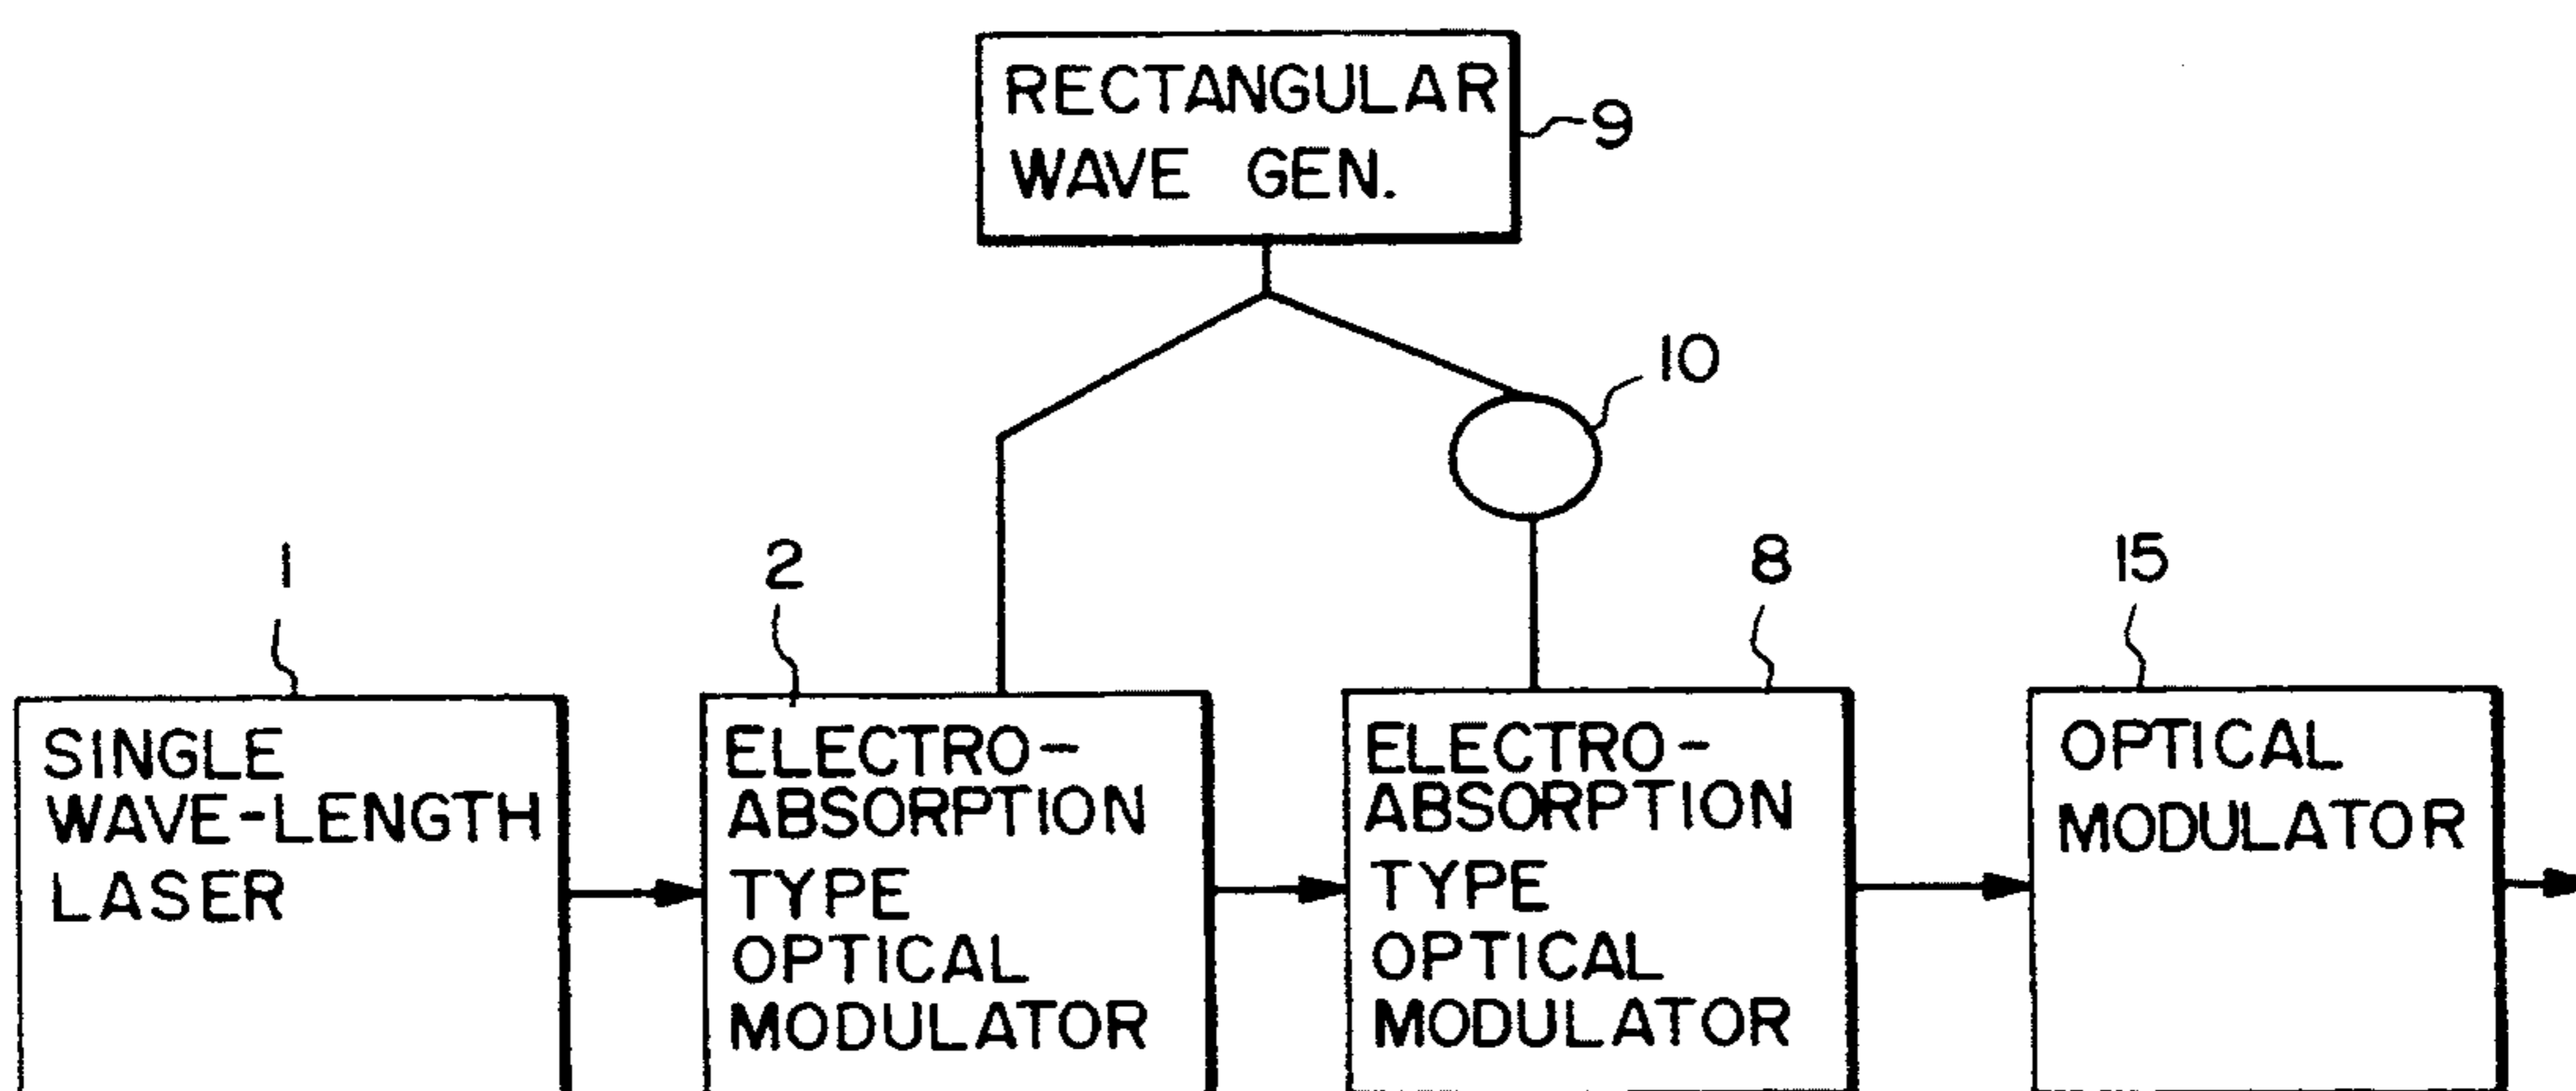 RECTANGULAR
WAVE GEN.
9
10
1
2
8
15
SINGLE
WAVE-LENGTH
LASER
ELECTRO-
ABSORPTION
TYPE
OPTICAL
MODULATOR
ELECTRO-
ABSORPTION
TYPE
OPTICAL
MODULATOR
OPTICAL
MODULATOR